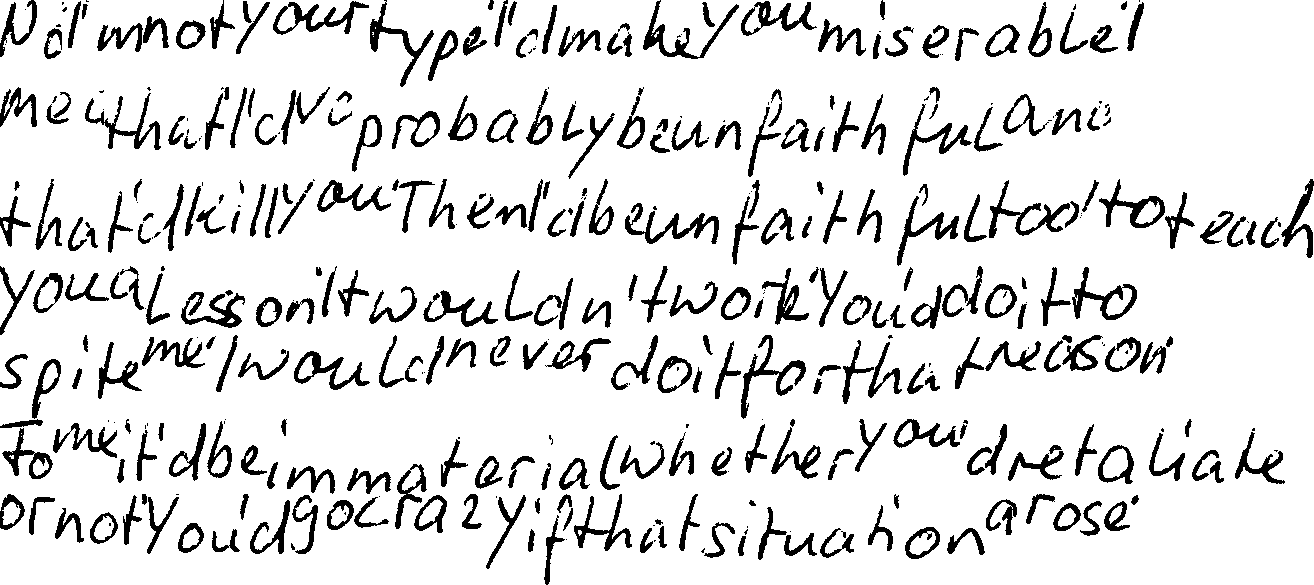 No I'm not your type I'd make you miserable I
mean that I'd've probably be unfaithful and
that'd kill you Then I'd be unfaithful too to teach
you a lesson It wouldn't work You'd do it to
spite me I would never do it for that reason
To me it'd be immaterial whether you'd retaliate
or not You'd go crazy if that situation arose